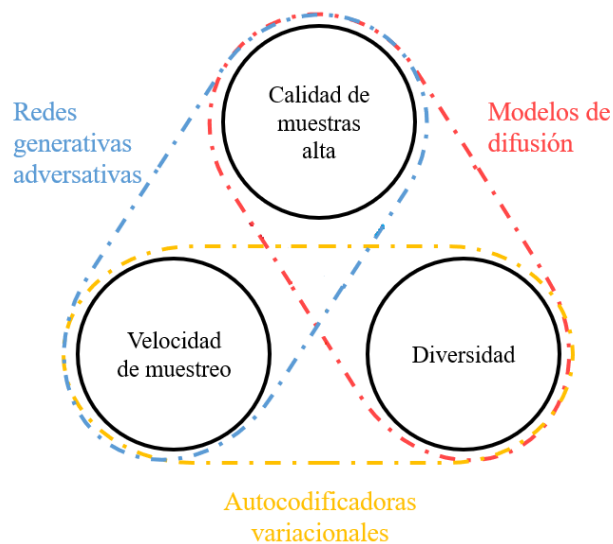 Calidad de
muestras
alta
Redes
generativas
adversativas
Modelos de
difusión
Velocidad
de muestreo
Diversidad
Autocodificadoras
variacionales